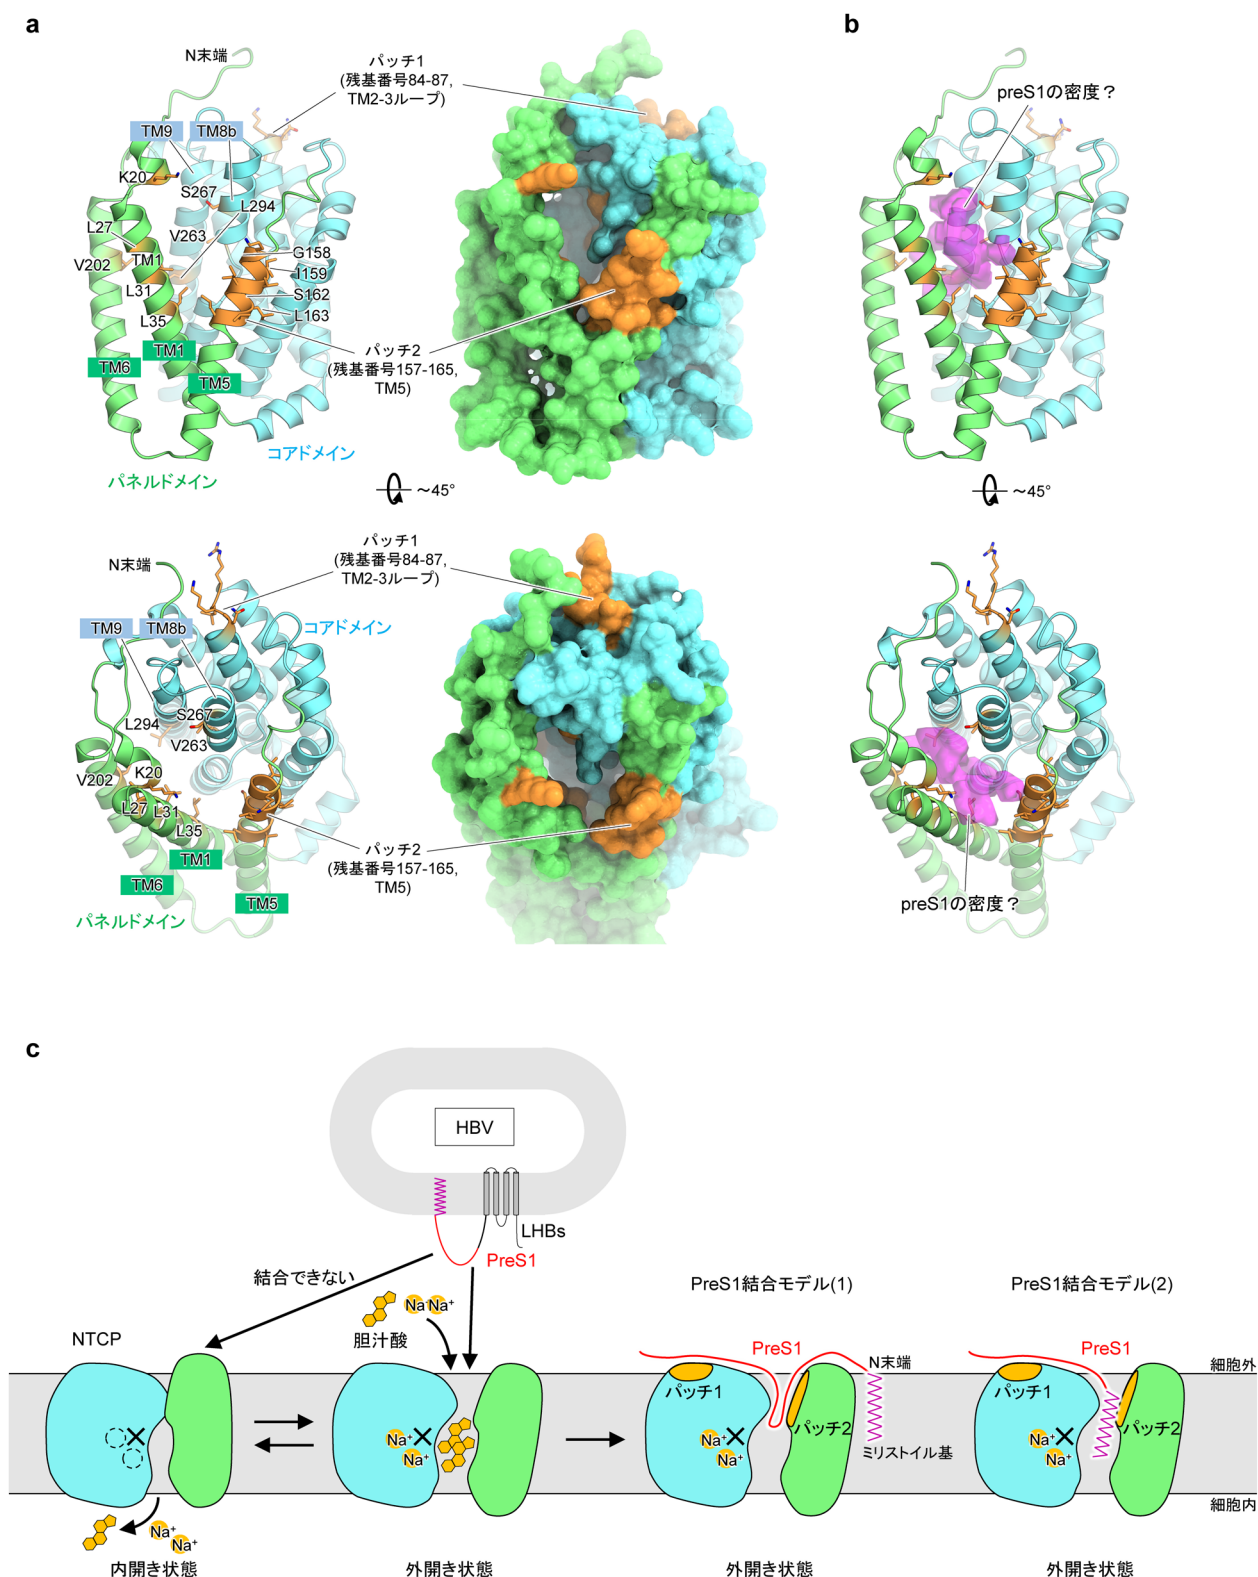 a
N末端
パッチ1
(残基番号84-87,
TM2-3ループ)
TM9
TM8b
K20
S267
L294
L27
V263
G158
V202
TM1
I159
L31
S162
L35
L163
TM1
パッチ2
(残基番号157-165,
TM5)
TM6
TM5
コアドメイン
パネルドメイン
～45°
N末端
パッチ1
(残基番号84-87,
TM2-3ループ)
TM9
TM8b
コアドメイン
L294
S267
V263
V202
K20
L27
L31
L35
パッチ2
(残基番号157-165,
TM5)
TM1
TM6
TM5
パネルドメイン
b
preS1の密度？
～45°
preS1の密度？
c
HBV
LHBs
PreS1
結合できない
胆汁酸
Na⁺
Na⁺
PreS1結合モデル(1)
PreS1結合モデル(2)
NTCP
PreS1
PreS1
N末端
細胞外
パッチ1
パッチ2
パッチ1
パッチ2
Na⁺
Na⁺
Na⁺
Na⁺
Na⁺
Na⁺
ミリストイル基
細胞内
Na⁺
Na⁺
内開き状態
外開き状態
外開き状態
外開き状態